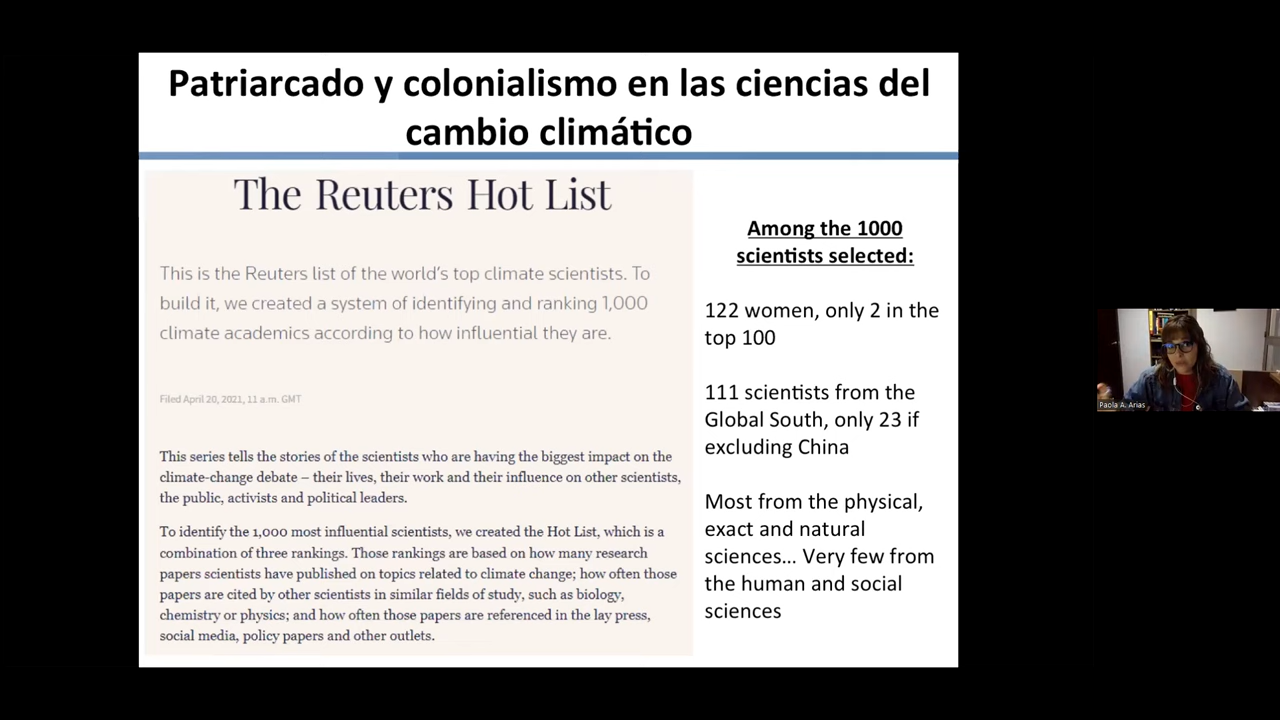 Patriarcado y colonialismo en las ciencias del
cambio climático
The Reuters Hot List
This is the Reuters list of the world's top climate scientists. To
build it, we created a system of identifying and ranking 1,000
climate academics according to how influential they are.
Filed April 20, 2021, 11 a.m. GMT
This series tells the stories of the scientists who are having the biggest impact on the
climate-change debate – their lives, their work and their influence on other scientists,
the public, activists and political leaders.
To identify the 1,000 most influential scientists, we created the Hot List, which is a
combination of three rankings. Those rankings are based on how many research
papers scientists have published on topics related to climate change; how often those
papers are cited by other scientists in similar fields of study, such as biology,
chemistry or physics; and how often those papers are referenced in the lay press,
social media, policy papers and other outlets.
Among the 1000
scientists selected:
122 women, only 2 in the
top 100
111 scientists from the
Global South, only 23 if
excluding China
Most from the physical,
exact and natural
sciences... Very few from
the human and social
sciences
Paola A. Arias